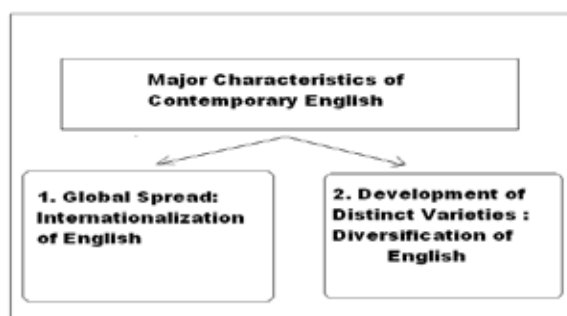 Major Characteristics of
Contemporary English
1. Global Spread:
Internationalization
of English
2. Development of
Distinct Varieties :
Diversification of
English